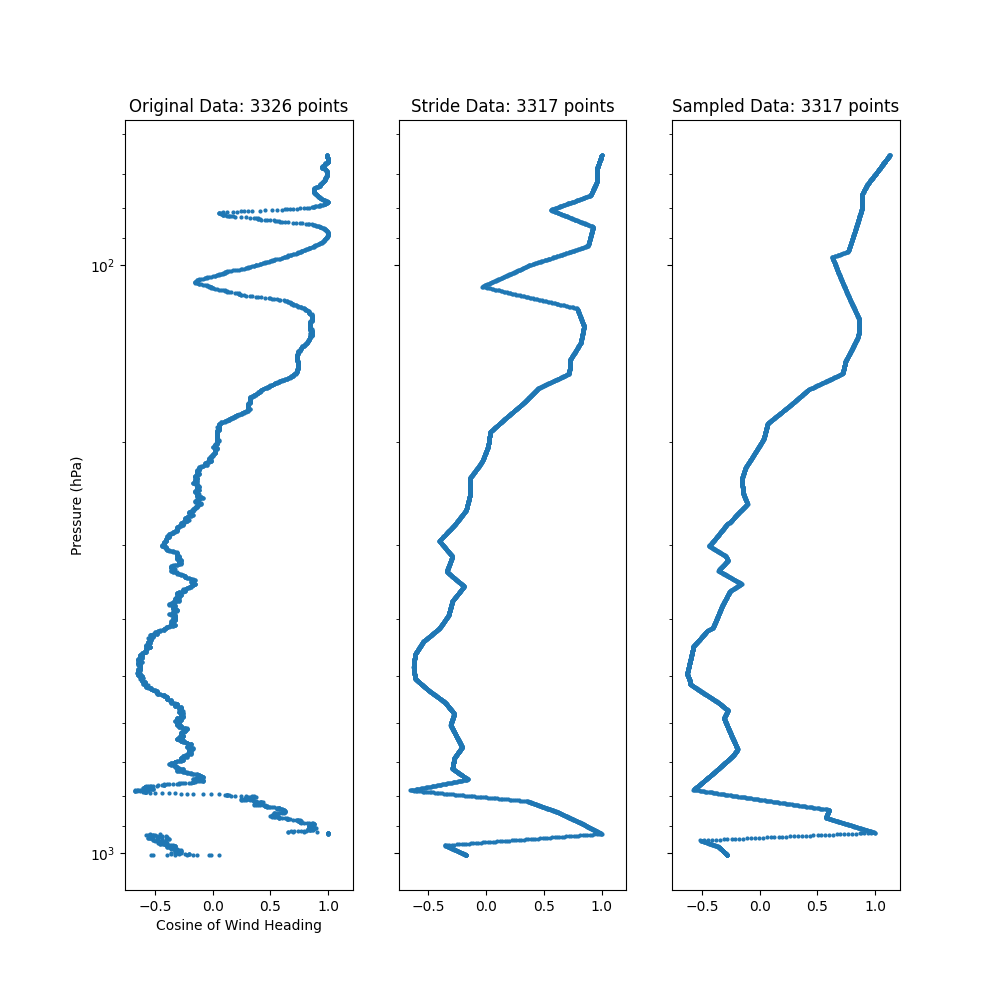 Original Data: 3326 points
Stride Data: 3317 points
Sampled Data: 3317 points
Pressure (hPa)
10²
10³
−0.5 0.0 0.5 1.0
−0.5 0.0 0.5 1.0
−0.5 0.0 0.5 1.0
Cosine of Wind Heading